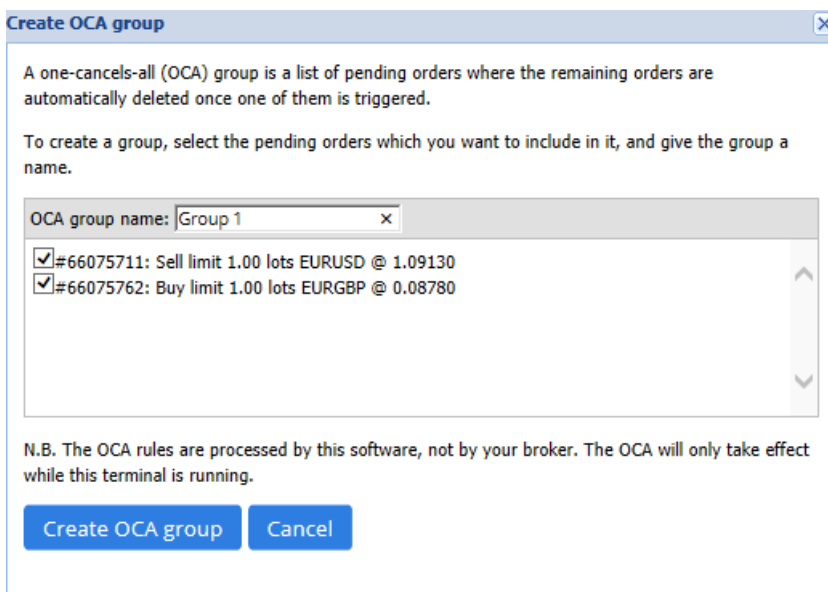 Create OCA group
A one-cancels-all (OCA) group is a list of pending orders where the remaining orders are
automatically deleted once one of them is triggered.
To create a group, select the pending orders which you want to include in it, and give the group a
name.
OCA group name: Group 1
#66075711: Sell limit 1.00 lots EURUSD @ 1.09130
#66075762: Buy limit 1.00 lots EURGBP @ 0.08780
N.B. The OCA rules are processed by this software, not by your broker. The OCA will only take effect
while this terminal is running.
Create OCA group Cancel